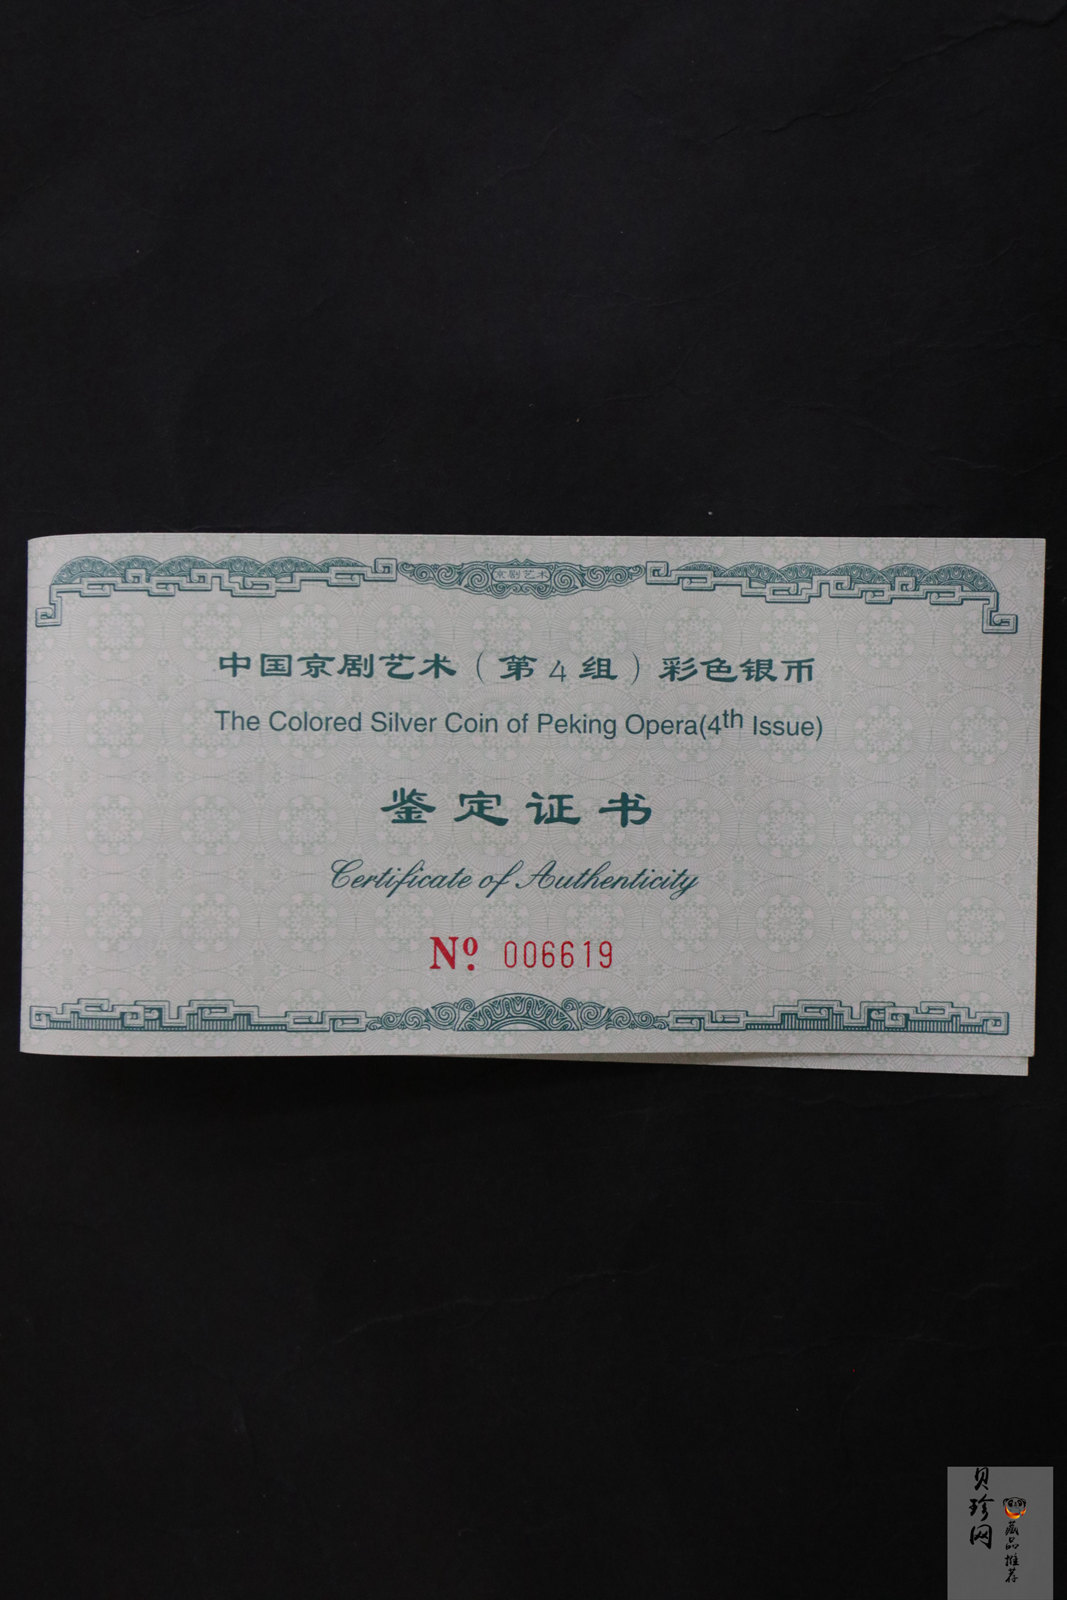 京剧艺术
中国京剧艺术（第4组）彩色银币
The Colored Silver Coin of Peking Opera(4th Issue)
鉴定证书
Certificate of Authenticity
Nº. 006619
贝珍网
藏品推荐